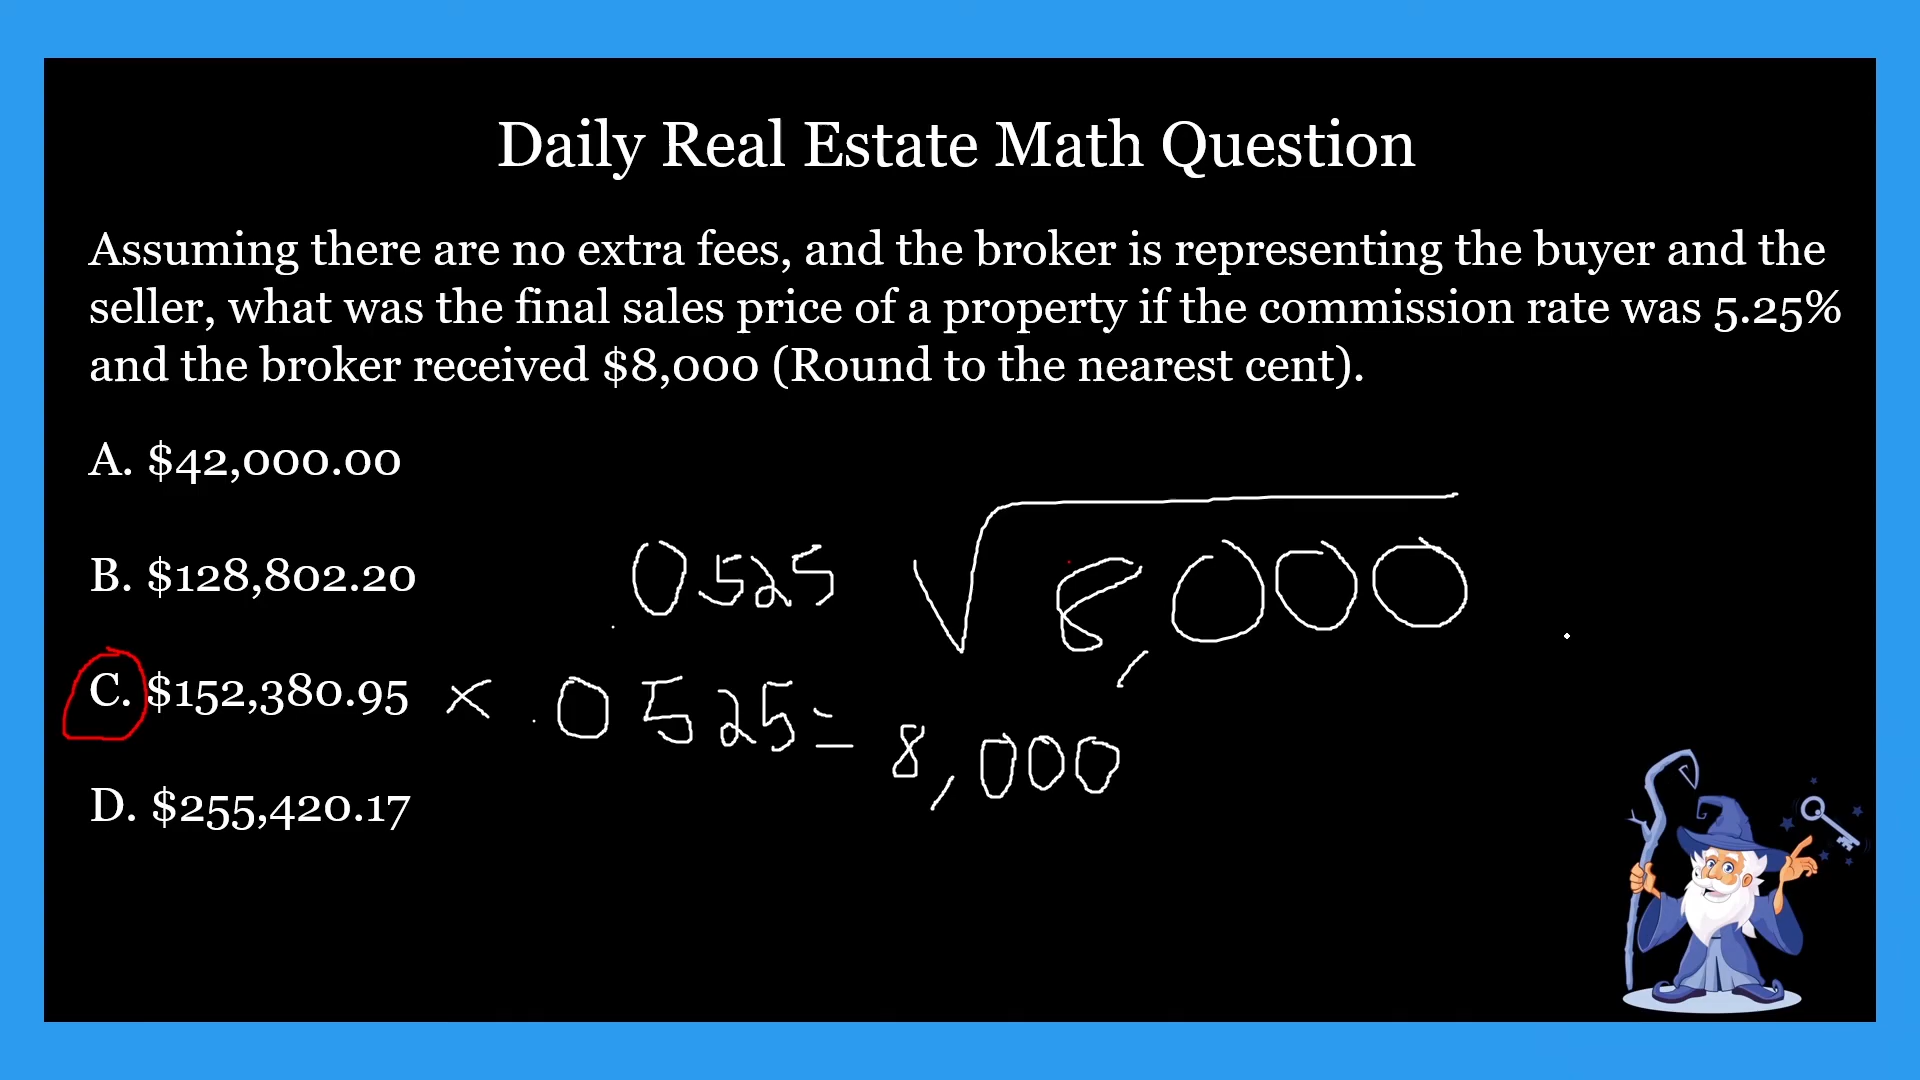 Daily Real Estate Math Question
Assuming there are no extra fees, and the broker is representing the buyer and the
seller, what was the final sales price of a property if the commission rate was 5.25%
and the broker received $8,000 (Round to the nearest cent).
A. $42,000.00
.0525 √8,000
B. $128,802.20
C. $152,380.95 × .0525 = 8,000
D. $255,420.17